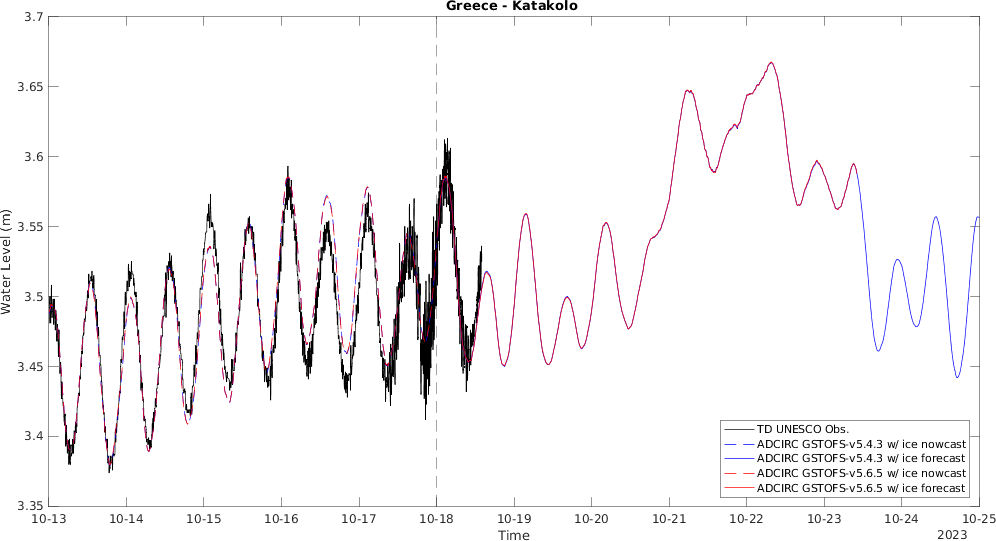 Greece - Katakolo
3.7
3.65
3.6
3.55
3.5
3.45
3.4
3.35
Water Level (m)
TD UNESCO Obs.
ADCIRC GSTOFS-v5.4.3 w/ ice nowcast
ADCIRC GSTOFS-v5.4.3 w/ ice forecast
ADCIRC GSTOFS-v5.6.5 w/ ice nowcast
ADCIRC GSTOFS-v5.6.5 w/ ice forecast
10-13 10-14 10-15 10-16 10-17 10-18 10-19 10-20 10-21 10-22 10-23 10-24 10-25
Time
2023